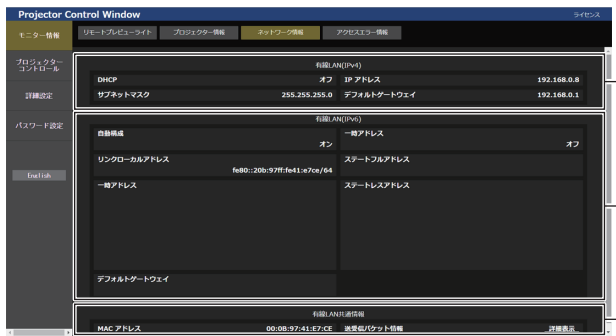 Projector Control Window
ライセンス
モニター情報
リモートプレビューライト
プロジェクター情報
ネットワーク情報
アクセスエラー情報
プロジェクター
コントロール
詳細設定
パスワード設定
English
有線LAN(IPv4)
DHCP オフ IP アドレス 192.168.0.8
サブネットマスク 255.255.255.0 デフォルトゲートウェイ 192.168.0.1
有線LAN(IPv6)
自動構成 オン 一時アドレス オフ
リンクローカルアドレス fe80::20b:97ff:fe41:e7ce/64 ステートフルアドレス
一時アドレス ステートレスアドレス
デフォルトゲートウェイ
有線LAN共通情報
MAC アドレス 00:0B:97:41:E7:CE 送受信パケット情報 詳細表示